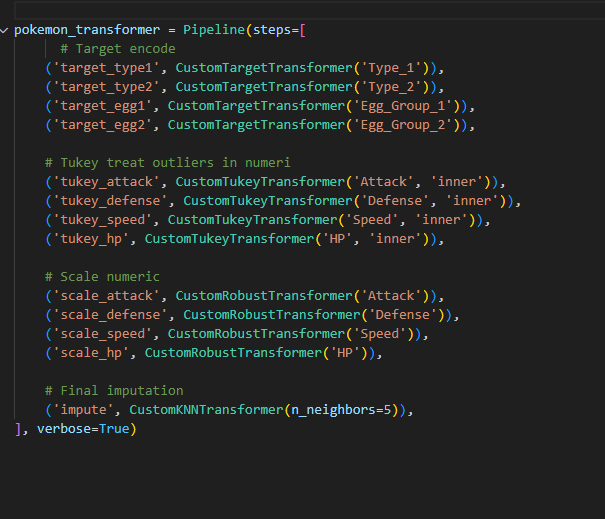 pokemon_transformer = Pipeline(steps=[
# Target encode
('target_type1', CustomTargetTransformer('Type_1')),
('target_type2', CustomTargetTransformer('Type_2')),
('target_egg1', CustomTargetTransformer('Egg_Group_1')),
('target_egg2', CustomTargetTransformer('Egg_Group_2')),
# Tukey treat outliers in numeri
('tukey_attack', CustomTukeyTransformer('Attack', 'inner')),
('tukey_defense', CustomTukeyTransformer('Defense', 'inner')),
('tukey_speed', CustomTukeyTransformer('Speed', 'inner')),
('tukey_hp', CustomTukeyTransformer('HP', 'inner')),
# Scale numeric
('scale_attack', CustomRobustTransformer('Attack')),
('scale_defense', CustomRobustTransformer('Defense')),
('scale_speed', CustomRobustTransformer('Speed')),
('scale_hp', CustomRobustTransformer('HP')),
# Final imputation
('impute', CustomKNNTransformer(n_neighbors=5)),
], verbose=True)